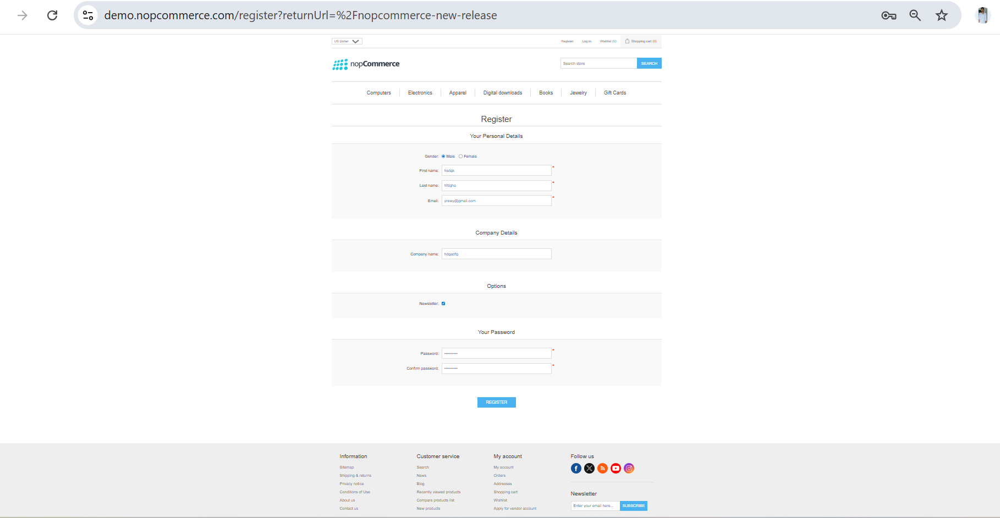 demo.nopcommerce.com/register?returnUrl=%2Fnopcommerce-new-release
US Dollar
Register Log in Wishlist (0) Shopping cart (0)
nopCommerce
Search store SEARCH
Computers Electronics Apparel Digital downloads Books Jewelry Gift Cards
Register
Your Personal Details
Gender: Male Female
First name: hsdgk *
Last name: hfdgha *
Email: yrewy@gmail.com *
Company Details
Company name: hdgadfg
Options
Newsletter:
Your Password
Password: •••••••••• *
Confirm password: •••••••••• *
REGISTER
Information
Sitemap
Shipping & returns
Privacy notice
Conditions of Use
About us
Contact us
Customer service
Search
News
Blog
Recently viewed products
Compare products list
New products
My account
My account
Orders
Addresses
Shopping cart
Wishlist
Apply for vendor account
Follow us
Newsletter
Enter your email here... SUBSCRIBE